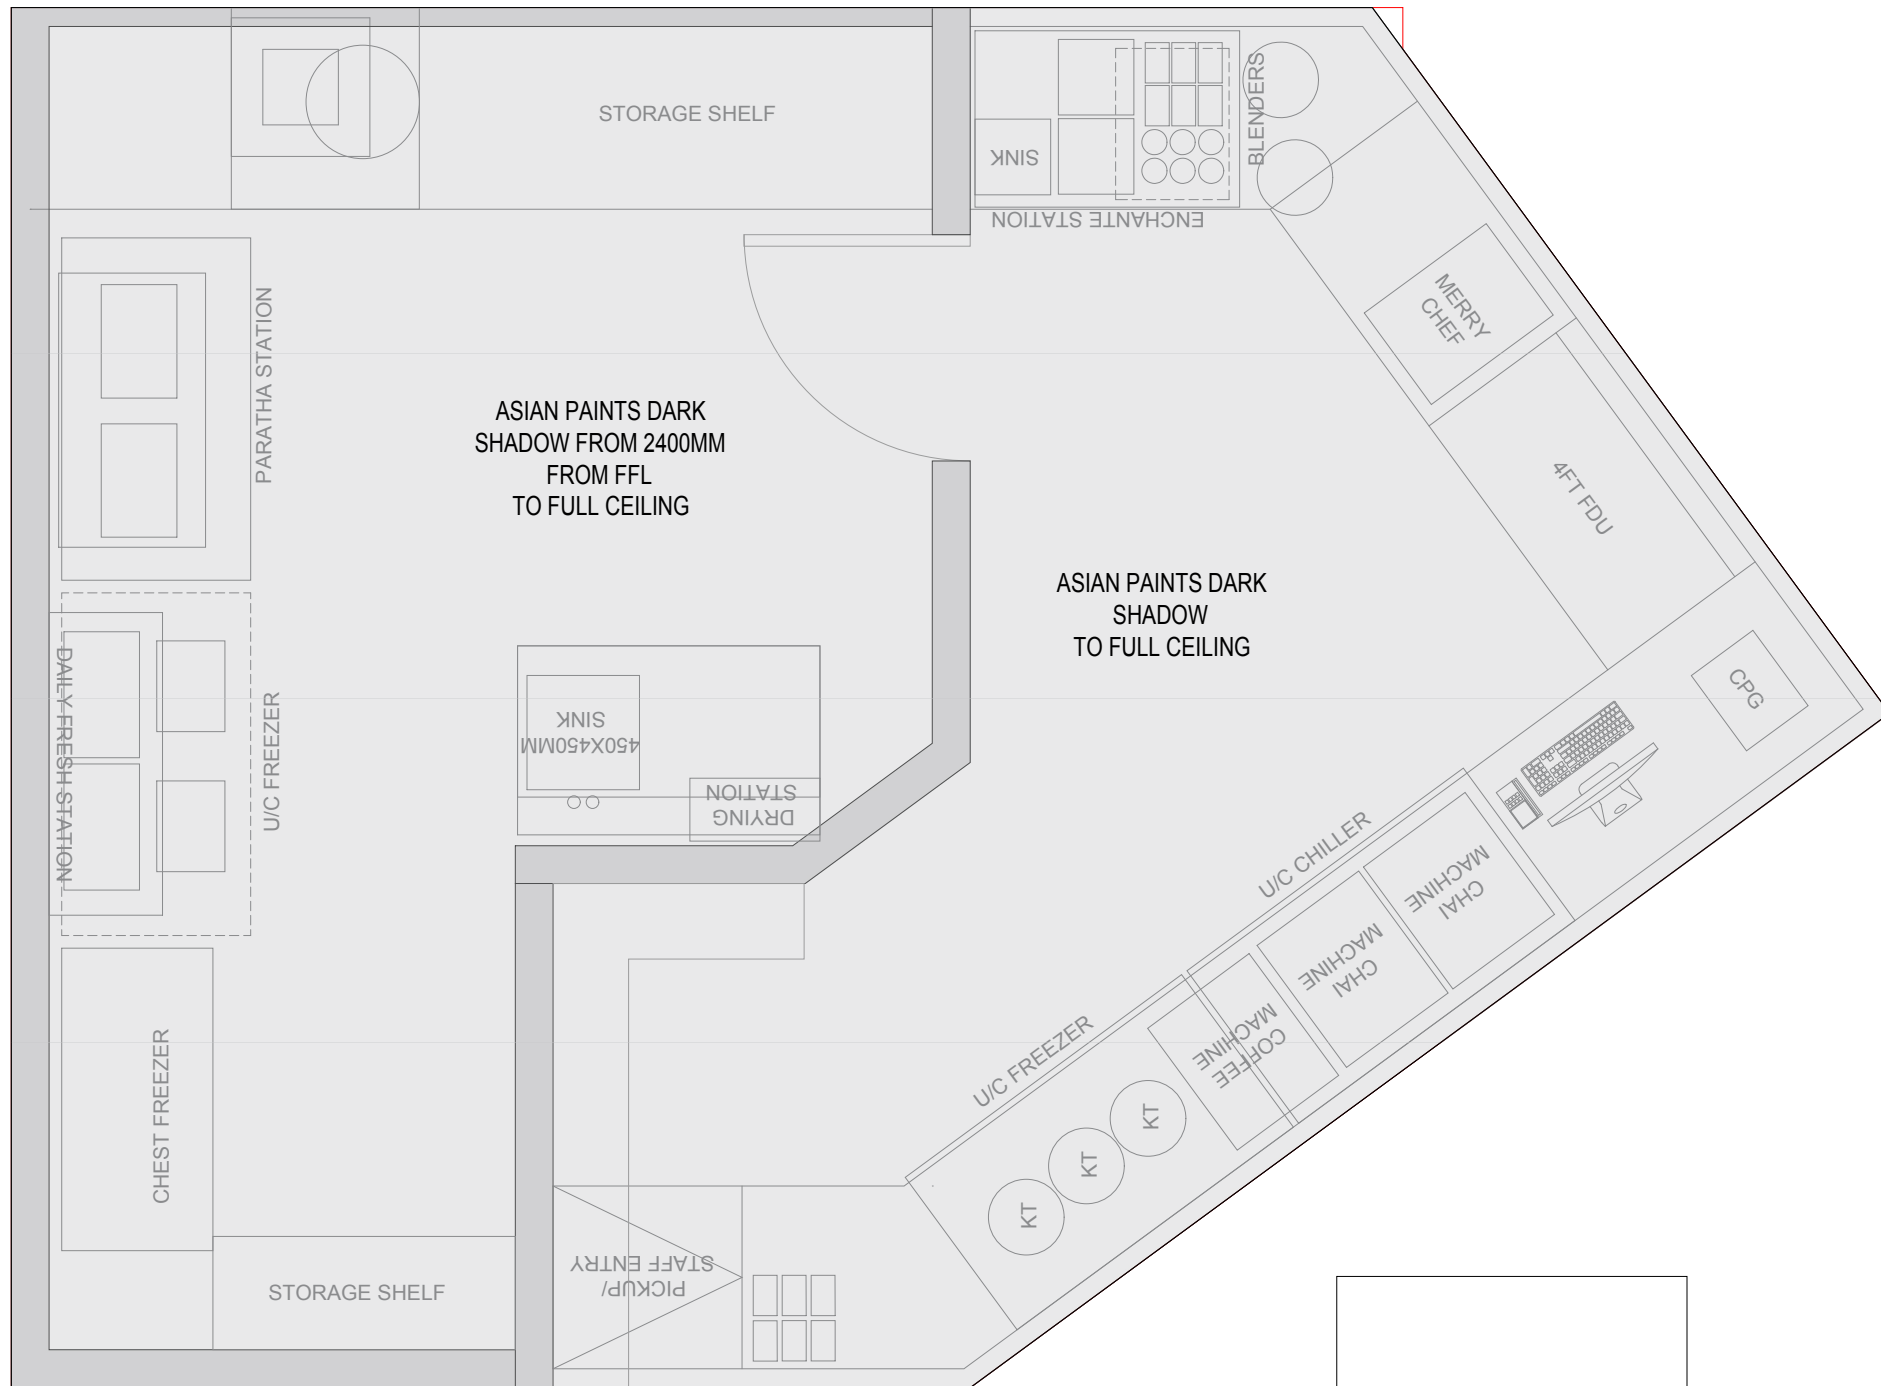 STORAGE SHELF
SINK
BLENDERS
ENCHANTE STATION
MERRY
CHEF
PARATHA STATION
ASIAN PAINTS DARK
SHADOW FROM 2400MM
FROM FFL
TO FULL CEILING
4FT FDU
ASIAN PAINTS DARK
SHADOW
TO FULL CEILING
DAILY FRESH STATION
U/C FREEZER
450X450MM
SINK
DRYING
STATION
CPG
U/C CHILLER
CHAI
MACHINE
CHAI
MACHINE
COFFEE
MACHINE
U/C FREEZER
KT
KT
KT
CHEST FREEZER
PICKUP/
STAFF ENTRY
STORAGE SHELF